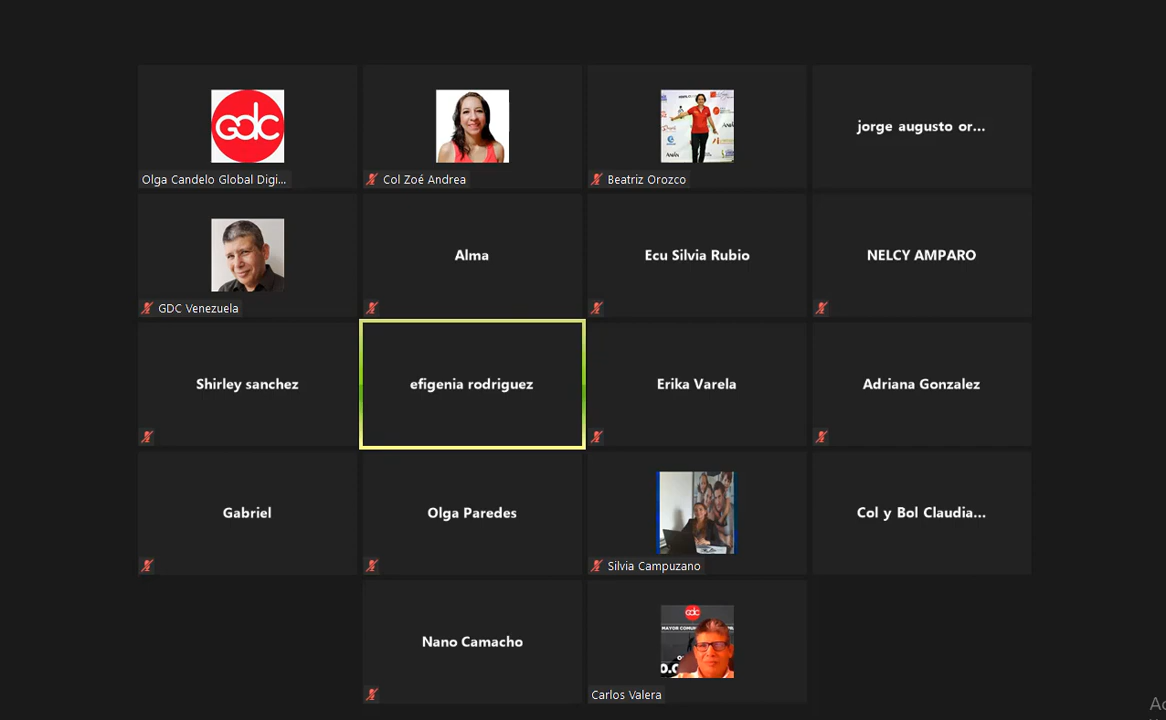 GDC
Olga Candelo Global Digi...
Col Zoé Andrea
Beatriz Orozco
jorge augusto or...
GDC Venezuela
Alma
Ecu Silvia Rubio
NELCY AMPARO
Shirley sanchez
efigenia rodriguez
Erika Varela
Adriana Gonzalez
Gabriel
Olga Paredes
Silvia Campuzano
Col y Bol Claudia...
Nano Camacho
GDC
Carlos Valera